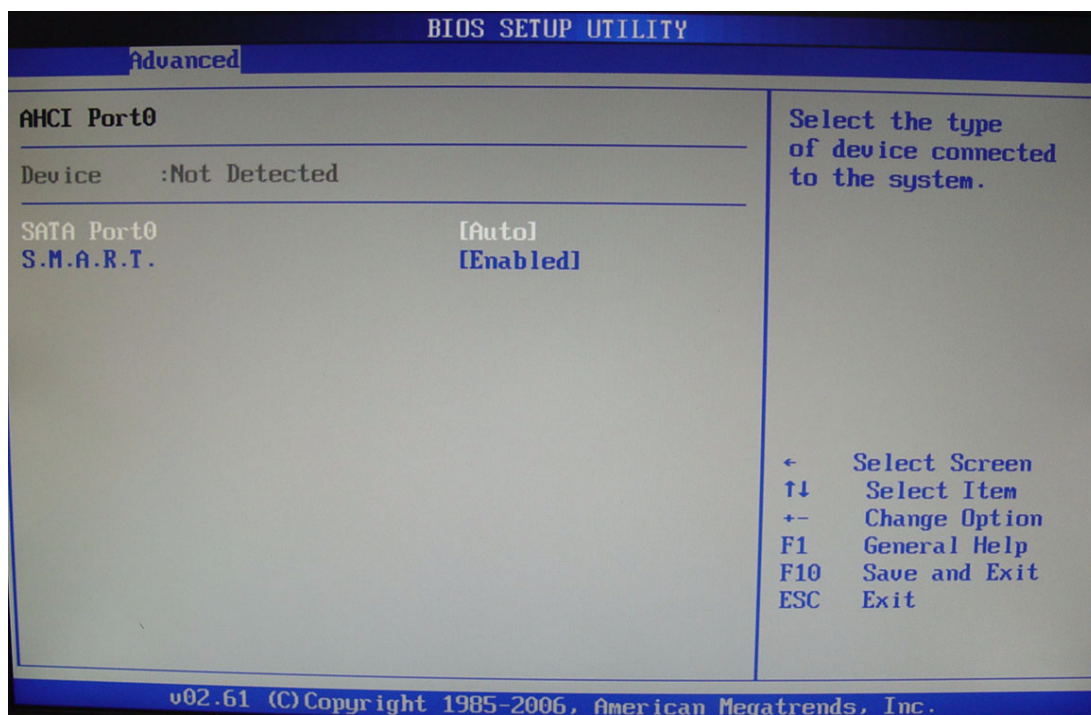 BIOS SETUP UTILITY
Advanced
AHCI Port0
Device :Not Detected
SATA Port0 [Auto]
S.M.A.R.T. [Enabled]
Select the type
of device connected
to the system.
← Select Screen
↑↓ Select Item
+- Change Option
F1 General Help
F10 Save and Exit
ESC Exit
v02.61 (C)Copyright 1985-2006, American Megatrends, Inc.